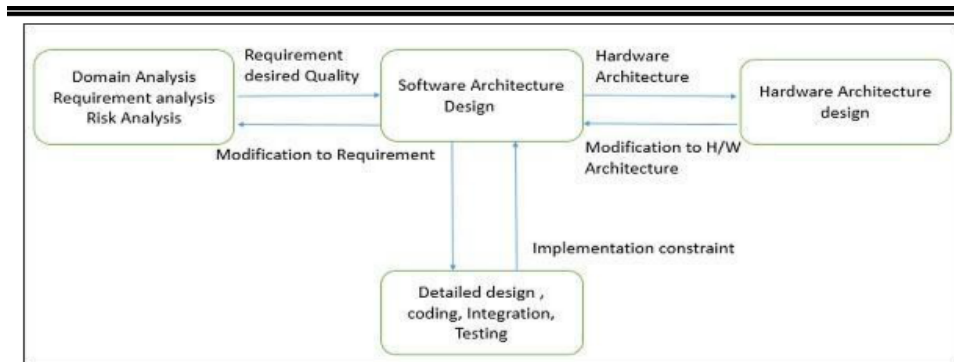 Domain Analysis
Requirement analysis
Risk Analysis
Requirement
desired Quality
Modification to Requirement
Software Architecture
Design
Hardware
Architecture
Modification to H/W
Architecture
Hardware Architecture
design
Implementation constraint
Detailed design ,
coding, Integration,
Testing